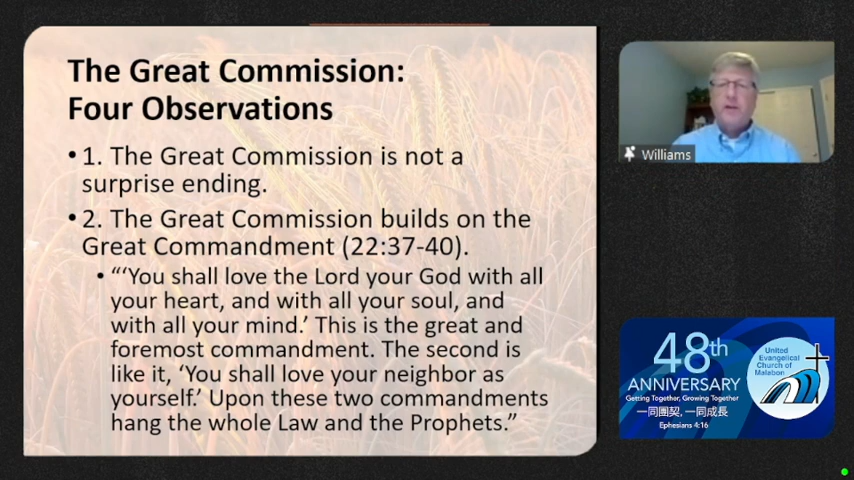 The Great Commission:
Four Observations
• 1. The Great Commission is not a
surprise ending.
• 2. The Great Commission builds on the
Great Commandment (22:37-40).
• “‘You shall love the Lord your God with all
your heart, and with all your soul, and
with all your mind.’ This is the great and
foremost commandment. The second is
like it, ‘You shall love your neighbor as
yourself.’ Upon these two commandments
hang the whole Law and the Prophets.”
Williams
48th
ANNIVERSARY
Getting Together, Growing Together
一同團契, 一同成長
Ephesians 4:16
United
Evangelical
Church of
Malabon